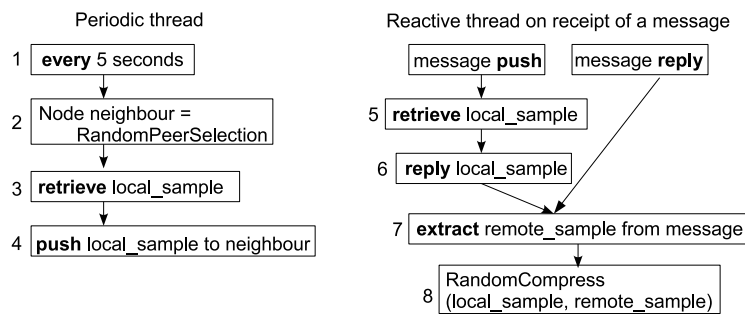 Periodic thread
1 every 5 seconds
2 Node neighbour =
RandomPeerSelection
3 retrieve local_sample
4 push local_sample to neighbour
Reactive thread on receipt of a message
message push
message reply
5 retrieve local_sample
6 reply local_sample
7 extract remote_sample from message
8 RandomCompress
(local_sample, remote_sample)